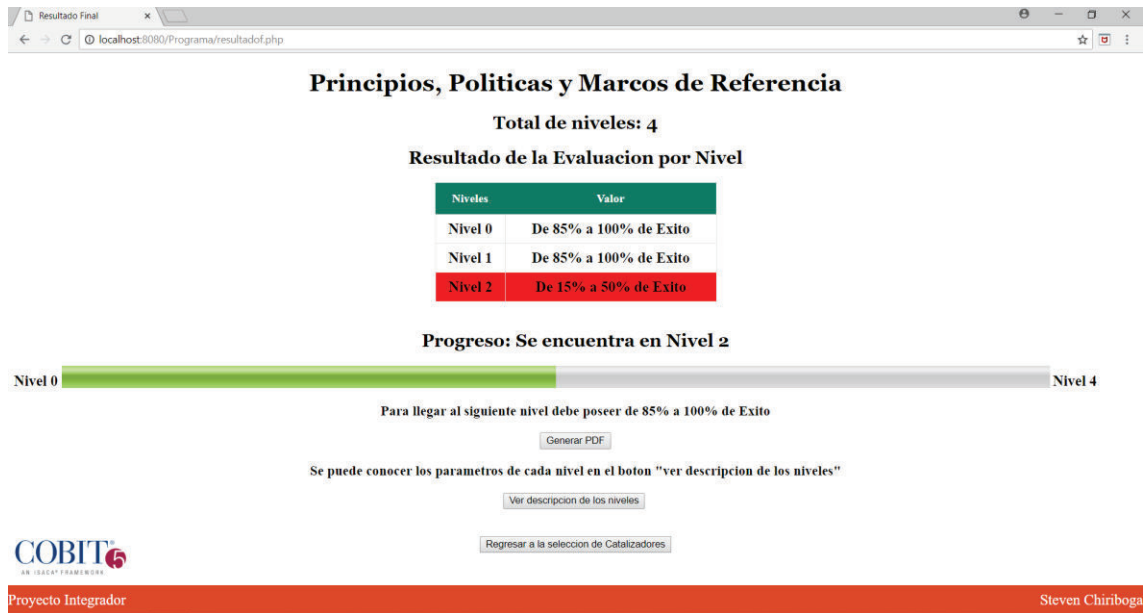 Resultado Final
localhost:8080/Programa/resultadof.php
Principios, Politicas y Marcos de Referencia
Total de niveles: 4
Resultado de la Evaluacion por Nivel
Niveles Valor
Nivel 0 De 85% a 100% de Exito
Nivel 1 De 85% a 100% de Exito
Nivel 2 De 15% a 50% de Exito
Progreso: Se encuentra en Nivel 2
Nivel 0 Nivel 4
Para llegar al siguiente nivel debe poseer de 85% a 100% de Exito
Generar PDF
Se puede conocer los parametros de cada nivel en el boton "ver descripcion de los niveles"
Ver descripcion de los niveles
Regresar a la seleccion de Catalizadores
COBIT 5
AN ISACA® FRAMEWORK
Proyecto Integrador Steven Chiriboga